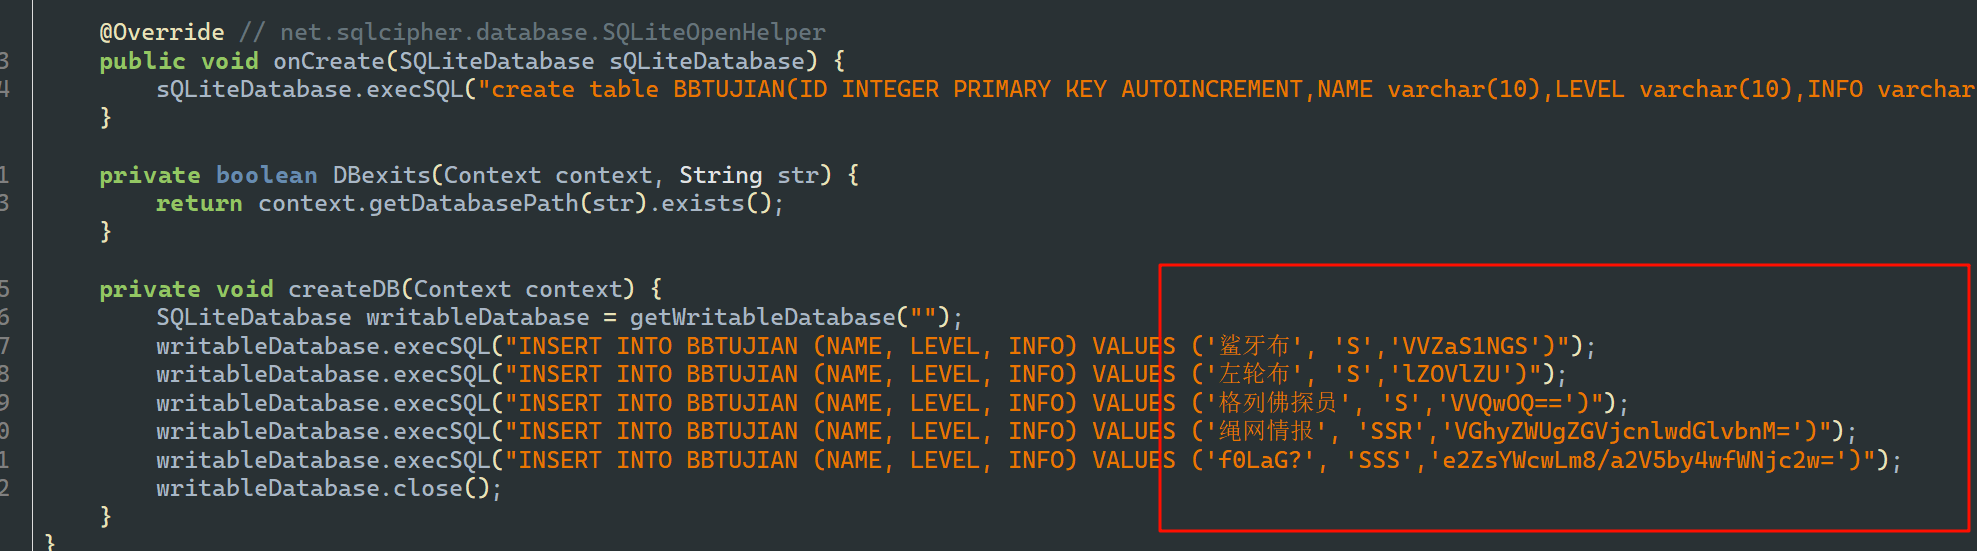 @Override // net.sqlcipher.database.SQLiteOpenHelper
3 public void onCreate(SQLiteDatabase sQLiteDatabase) {
4 sQLiteDatabase.execSQL("create table BBTUJIAN(ID INTEGER PRIMARY KEY AUTOINCREMENT,NAME varchar(10),LEVEL varchar(10),INFO varchar
}
1 private boolean DBexits(Context context, String str) {
3 return context.getDatabasePath(str).exists();
}
5 private void createDB(Context context) {
6 SQLiteDatabase writableDatabase = getWritableDatabase("");
7 writableDatabase.execSQL("INSERT INTO BBTUJIAN (NAME, LEVEL, INFO) VALUES ('鲨牙布', 'S','VVZaS1NGS')");
8 writableDatabase.execSQL("INSERT INTO BBTUJIAN (NAME, LEVEL, INFO) VALUES ('左轮布', 'S','lZOVlZU')");
9 writableDatabase.execSQL("INSERT INTO BBTUJIAN (NAME, LEVEL, INFO) VALUES ('格列佛探员', 'S','VVQwOQ==')");
0 writableDatabase.execSQL("INSERT INTO BBTUJIAN (NAME, LEVEL, INFO) VALUES ('绳网情报', 'SSR','VGhyZWUgZGVjcnlwdGlvbnM=')");
1 writableDatabase.execSQL("INSERT INTO BBTUJIAN (NAME, LEVEL, INFO) VALUES ('f0LaG?', 'SSS','e2ZsYWcwLm8/a2V5by4wfWNjc2w=')");
2 writableDatabase.close();
}
}